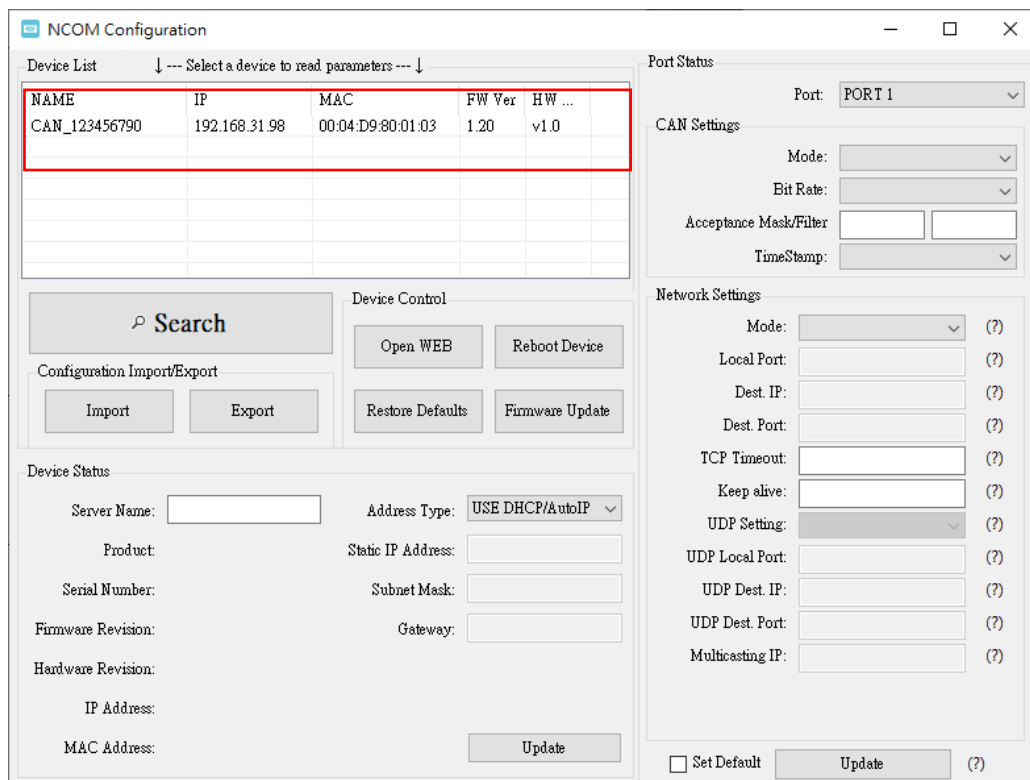 NCOM Configuration
Device List ↓ --- Select a device to read parameters --- ↓
NAME IP MAC FW Ver HW ...
CAN_123456790 192.168.31.98 00:04:D9:80:01:03 1.20 v1.0
Search
Configuration Import/Export
Import Export
Device Control
Open WEB Reboot Device
Restore Defaults Firmware Update
Device Status
Server Name:
Product:
Serial Number:
Firmware Revision:
Hardware Revision:
IP Address:
MAC Address:
Address Type: USE DHCP/AutoIP
Static IP Address:
Subnet Mask:
Gateway:
Update
Port Status
Port: PORT 1
CAN Settings
Mode:
Bit Rate:
Acceptance Mask/Filter
TimeStamp:
Network Settings
Mode: (?)
Local Port: (?)
Dest. IP: (?)
Dest. Port: (?)
TCP Timeout: (?)
Keep alive: (?)
UDP Setting: (?)
UDP Local Port: (?)
UDP Dest. IP: (?)
UDP Dest. Port: (?)
Multicasting IP: (?)
Set Default Update (?)